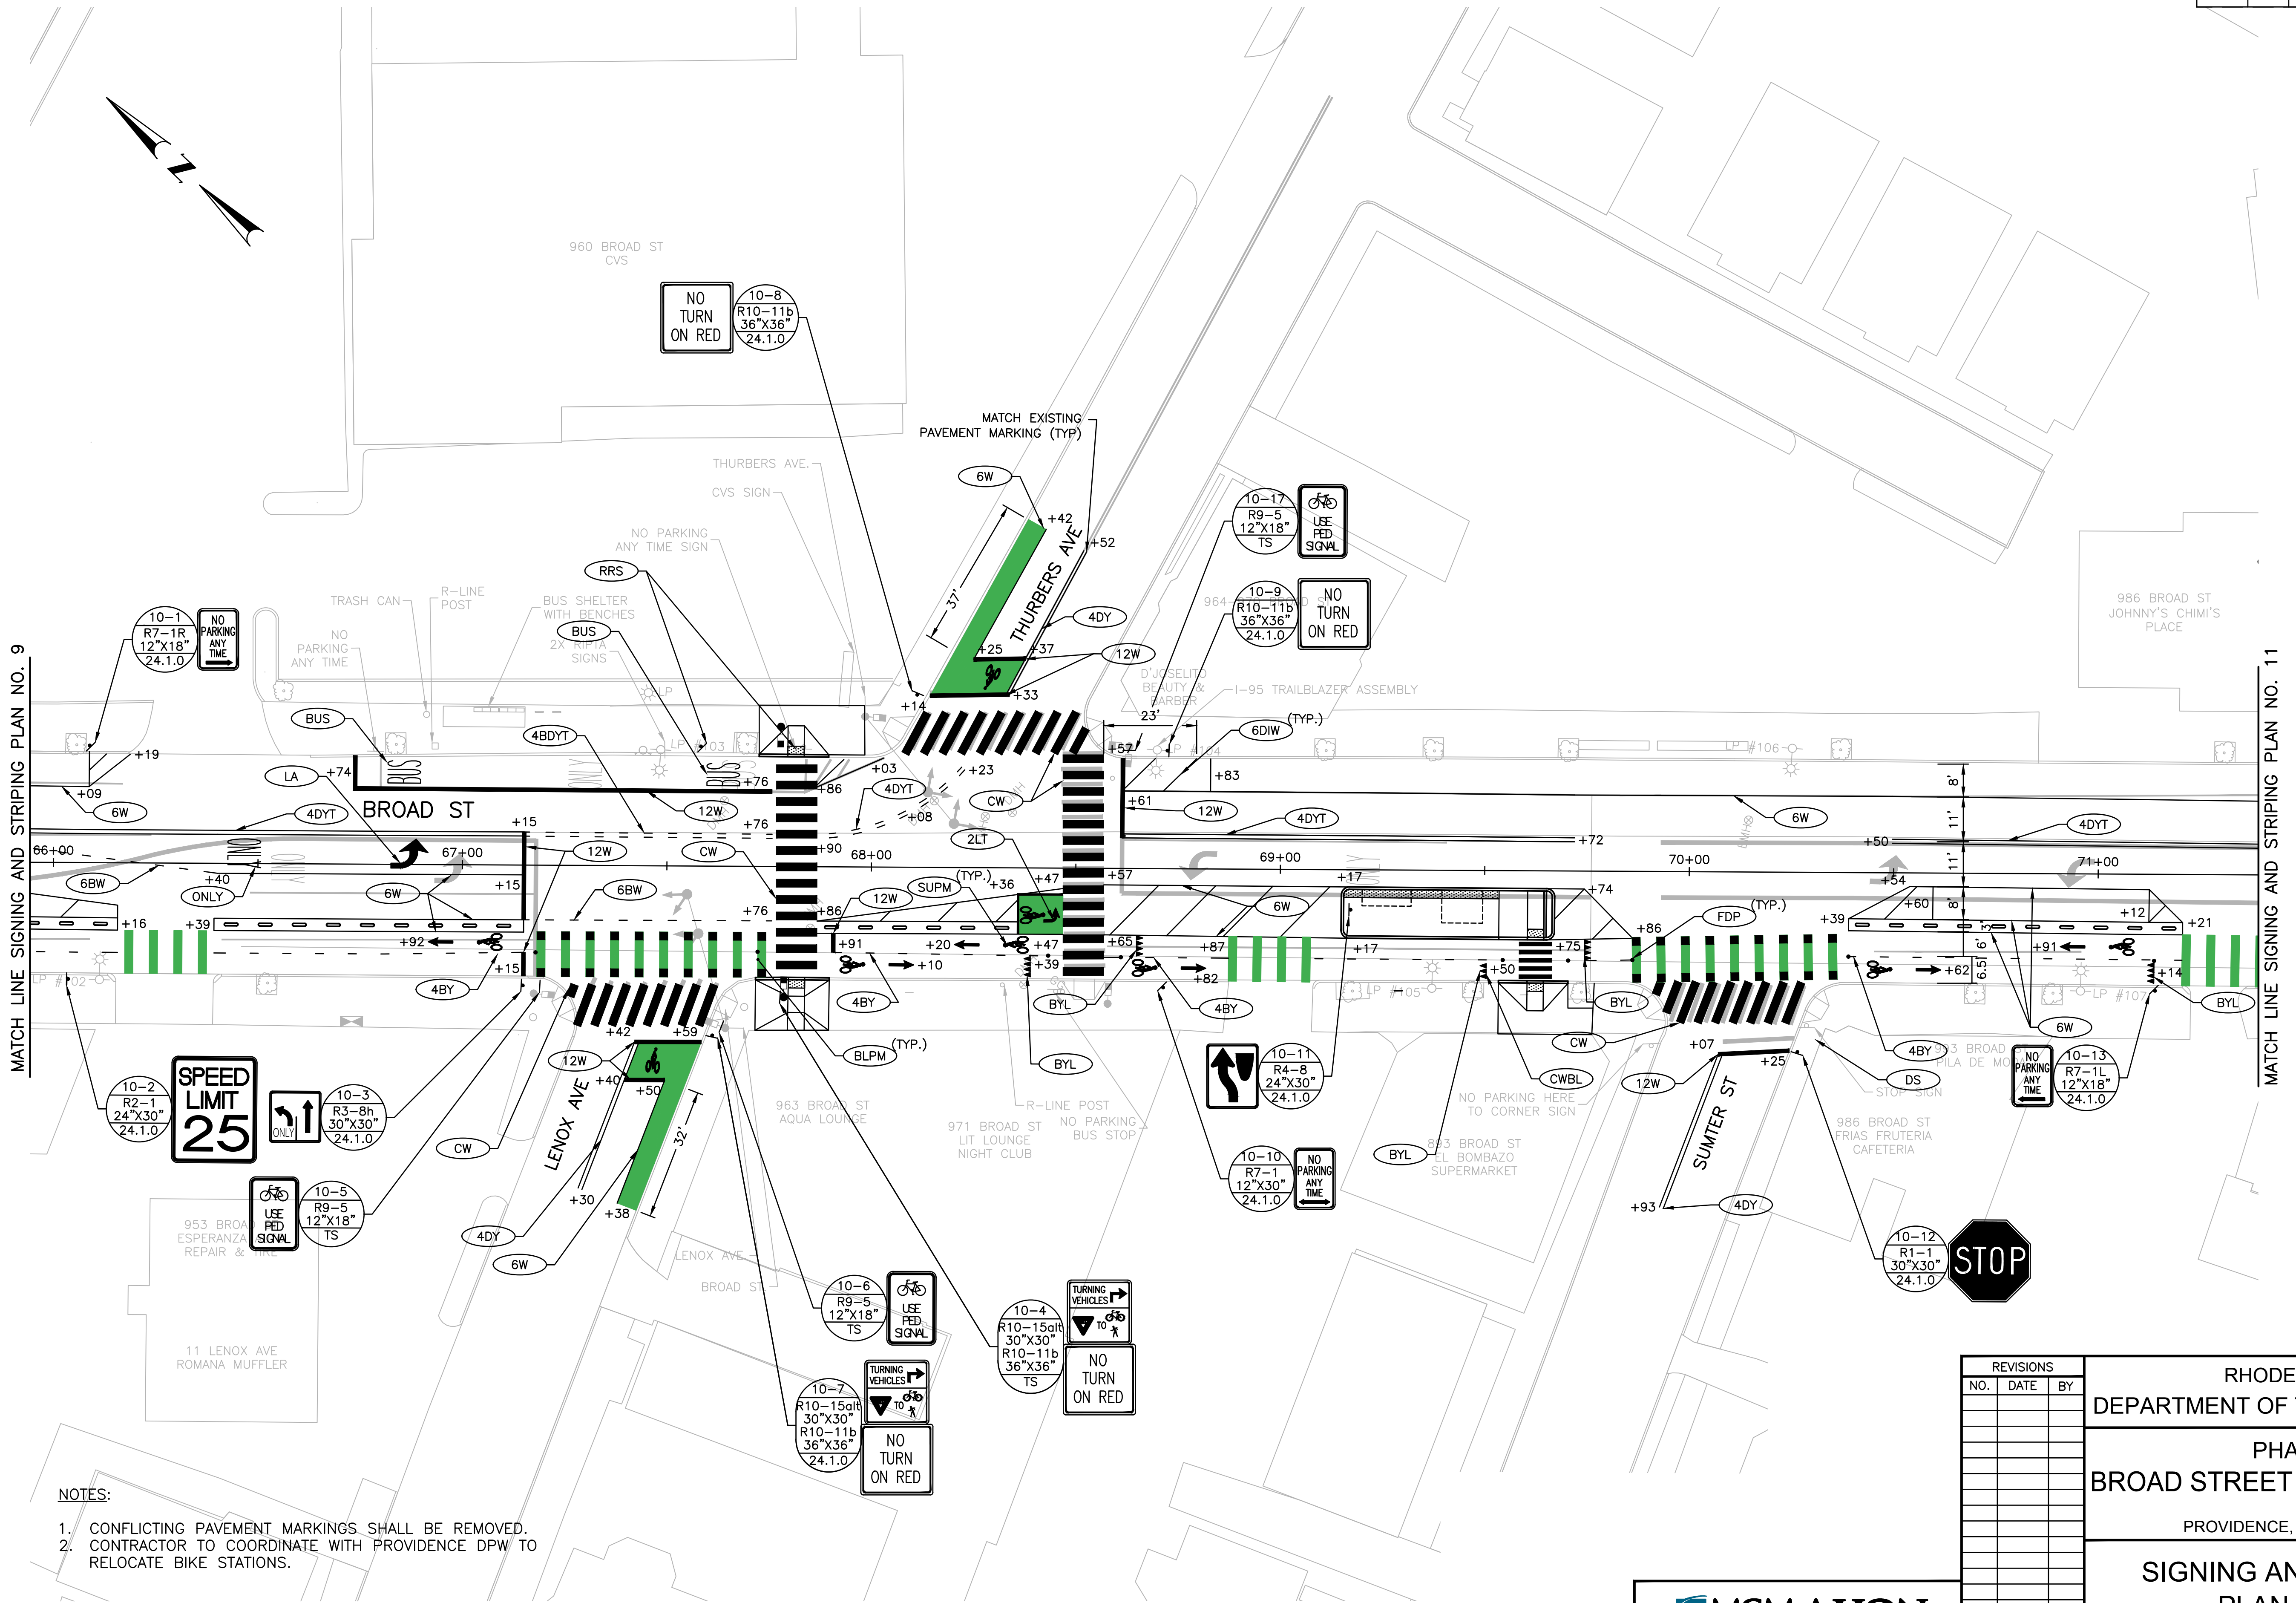 MATCH LINE SIGNING AND STRIPING PLAN NO. 9
MATCH LINE SIGNING AND STRIPING PLAN NO. 11
N
960 BROAD ST
CVS
NO
TURN
ON RED
10-8
R10-11b
36"X36"
24.1.0
MATCH EXISTING
PAVEMENT MARKING (TYP)
THURBERS AVE.
CVS SIGN
NO PARKING
ANY TIME SIGN
6W
+42
+52
37'
THURBERS AVE
4DY
+25
+37
12W
+33
+14
10-17
R9-5
12"X18"
TS
USE
PED
SIGNAL
10-9
R10-11b
36"X36"
24.1.0
NO
TURN
ON RED
D'JOSELITO
BEAUTY &
BARBER
I-95 TRAILBLAZER ASSEMBLY
986 BROAD ST
JOHNNY'S CHIMI'S
PLACE
RRS
TRASH CAN
R-LINE
POST
BUS SHELTER
WITH BENCHES
2X RIPTA
SIGNS
BUS
NO
PARKING
ANY TIME
10-1
R7-1R
12"X18"
24.1.0
NO
PARKING
ANY
TIME
LP
BUS
4BDYT
LP #103
23'
6DIW
(TYP.)
+57
LP #104
LP #106
+19
LA
+74
BUS
BUS
+76
+03
+23
+83
8'
+09
6W
BROAD ST
12W
+86
4DYT
CW
+61
12W
6W
11'
4DYT
+15
+76
+08
4DYT
+72
+50
4DYT
66+00
ONLY
67+00
12W
CW
+90
68+00
2LT
69+00
70+00
71+00
11'
6BW
+40
ONLY
6W
+15
6BW
SUPM
(TYP.)
+36
+47
+57
+17
+74
+54
+76
+86
12W
6W
FDP
(TYP.)
+60
8'
+12
+16
+39
+86
+39
3'
+21
+92
+91
+20
+47
+65
+87
+17
+75
6'
+91
+15
+10
+39
+82
+50
6.5'
+62
+14
LP #102
4BY
4BY
BYL
4BY
LP #105
BYL
LP #107
BYL
+42
+59
BLPM
(TYP.)
BYL
CW
4BY
6W
12W
+40
+50
LENOX AVE
32'
+30
+38
CW
4DY
6W
10-2
R2-1
24"X30"
24.1.0
SPEED
LIMIT
25
ONLY
10-3
R3-8h
30"X30"
24.1.0
USE
PED
SIGNAL
10-5
R9-5
12"X18"
TS
963 BROAD ST
AQUA LOUNGE
R-LINE POST
971 BROAD ST
LIT LOUNGE
NIGHT CLUB
NO PARKING
BUS STOP
10-11
R4-8
24"X30"
24.1.0
CWBL
BYL
NO PARKING HERE
TO CORNER SIGN
893 BROAD ST
EL BOMBAZO
SUPERMARKET
10-10
R7-1
12"X30"
24.1.0
NO
PARKING
ANY
TIME
+07
+25
12W
SUMTER ST
+93
4DY
DS
STOP SIGN
986 BROAD ST
FRIAS FRUTERIA
CAFETERIA
NO
PARKING
ANY
TIME
10-13
R7-1L
12"X18"
24.1.0
10-12
R1-1
30"X30"
24.1.0
STOP
953 BROAD
ESPERANZA
REPAIR & TIRE
11 LENOX AVE
ROMANA MUFFLER
LENOX AVE
BROAD ST.
10-6
R9-5
12"X18"
TS
USE
PED
SIGNAL
10-4
R10-15alt
30"X30"
R10-11b
36"X36"
TS
TURNING
VEHICLES
TO
NO
TURN
ON RED
10-7
R10-15alt
30"X30"
R10-11b
36"X36"
24.1.0
TURNING
VEHICLES
TO
NO
TURN
ON RED
NOTES:
1. CONFLICTING PAVEMENT MARKINGS SHALL BE REMOVED.
2. CONTRACTOR TO COORDINATE WITH PROVIDENCE DPW TO
RELOCATE BIKE STATIONS.
REVISIONS
NO. DATE BY
RHODE
DEPARTMENT OF
PHA
BROAD STREET
PROVIDENCE,
SIGNING AN
PLAN
MCMAHON